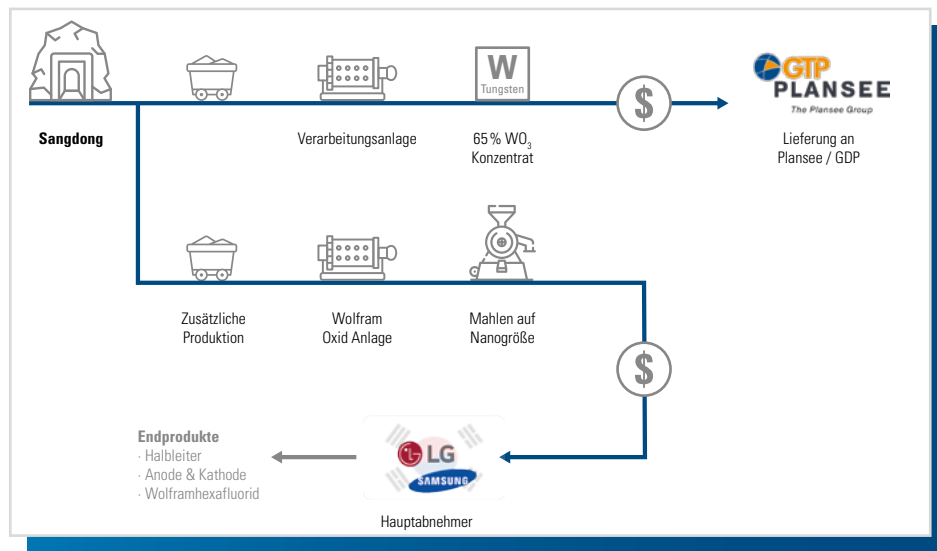 W
Tungsten
$
GTP
PLANSEE
The Plansee Group
Sangdong
Verarbeitungsanlage
65 % WO₃
Konzentrat
Lieferung an
Plansee / GDP
Zusätzliche
Produktion
Wolfram
Oxid Anlage
Mahlen auf
Nanogröße
$
Endprodukte
· Halbleiter
· Anode & Kathode
· Wolframhexafluorid
LG
SAMSUNG
Hauptabnehmer